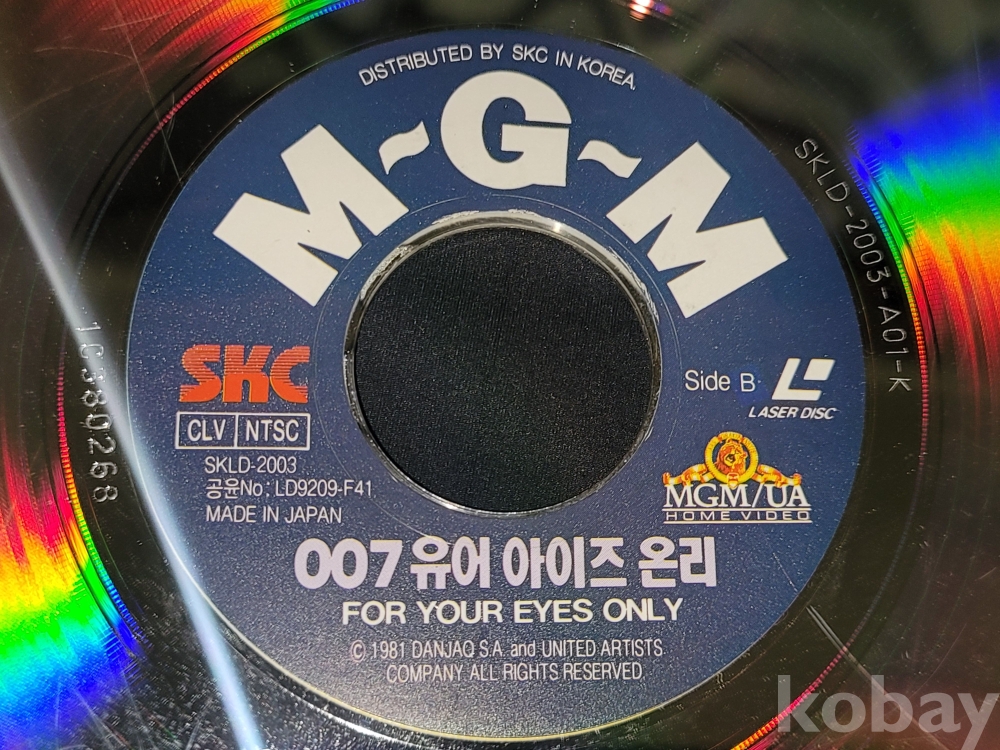 DISTRIBUTED BY SKC IN KOREA.
M~G~M
SKLD-2003-A01-K
1C3809268
SKC
CLV NTSC
SKLD-2003
공윤No: LD9209-F41
MADE IN JAPAN
Side B
LASER DISC
MGM/UA
HOME VIDEO
007 유어 아이즈 온리
FOR YOUR EYES ONLY
© 1981 DANJAQ S.A. and UNITED ARTISTS
COMPANY ALL RIGHTS RESERVED.
kobay